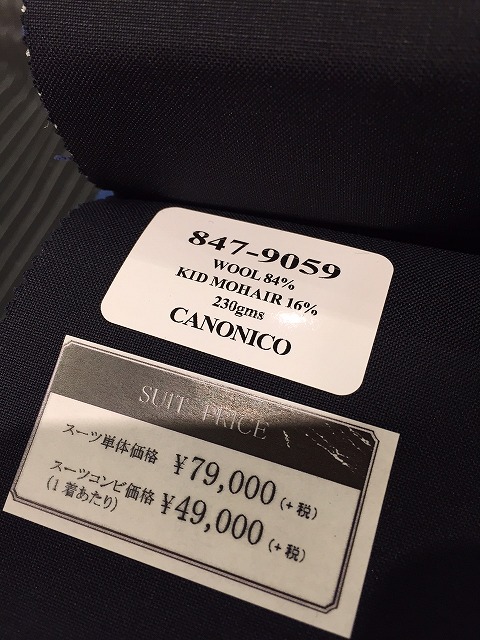 847-9059
WOOL 84%
KID MOHAIR 16%
230gms
CANONICO
SUIT PRICE
スーツ単体価格 ¥79,000 (+税)
スーツコンビ価格 ¥49,000 (+税)
(1着あたり)